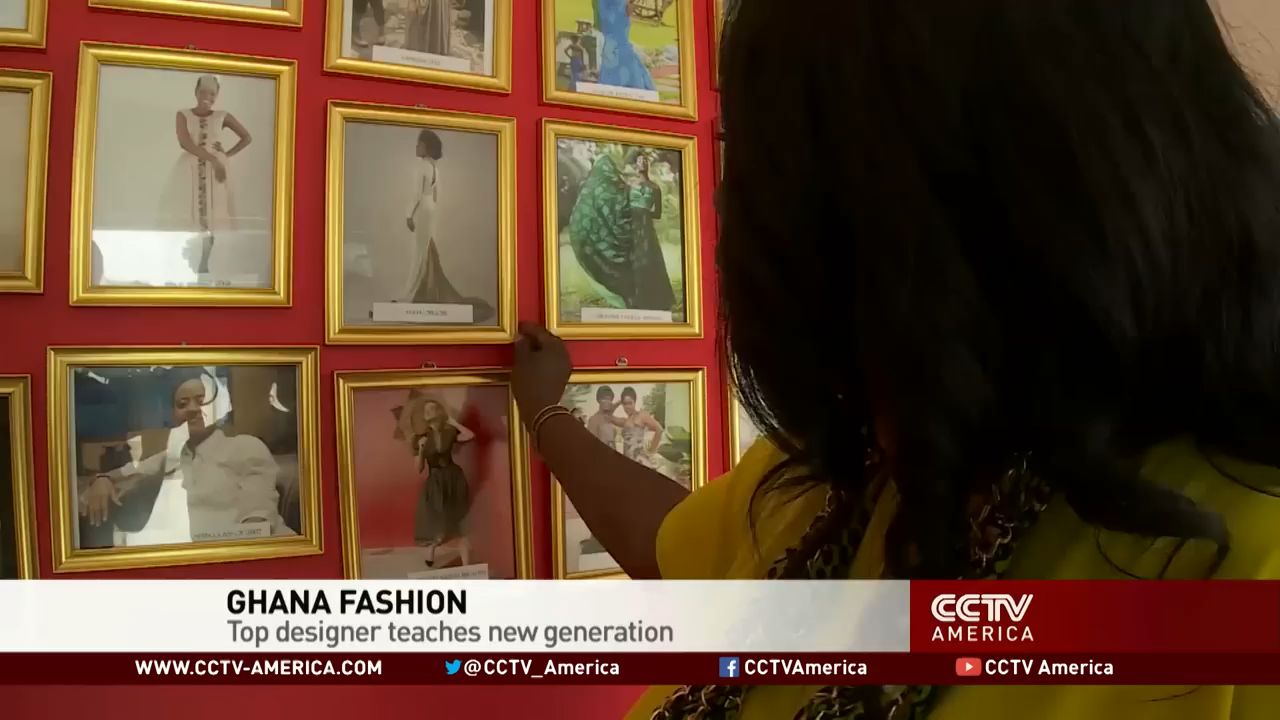 GHANA FASHION
Top designer teaches new generation
CCTV
AMERICA
WWW.CCTV-AMERICA.COM
@CCTV_America
CCTVAmerica
CCTV America